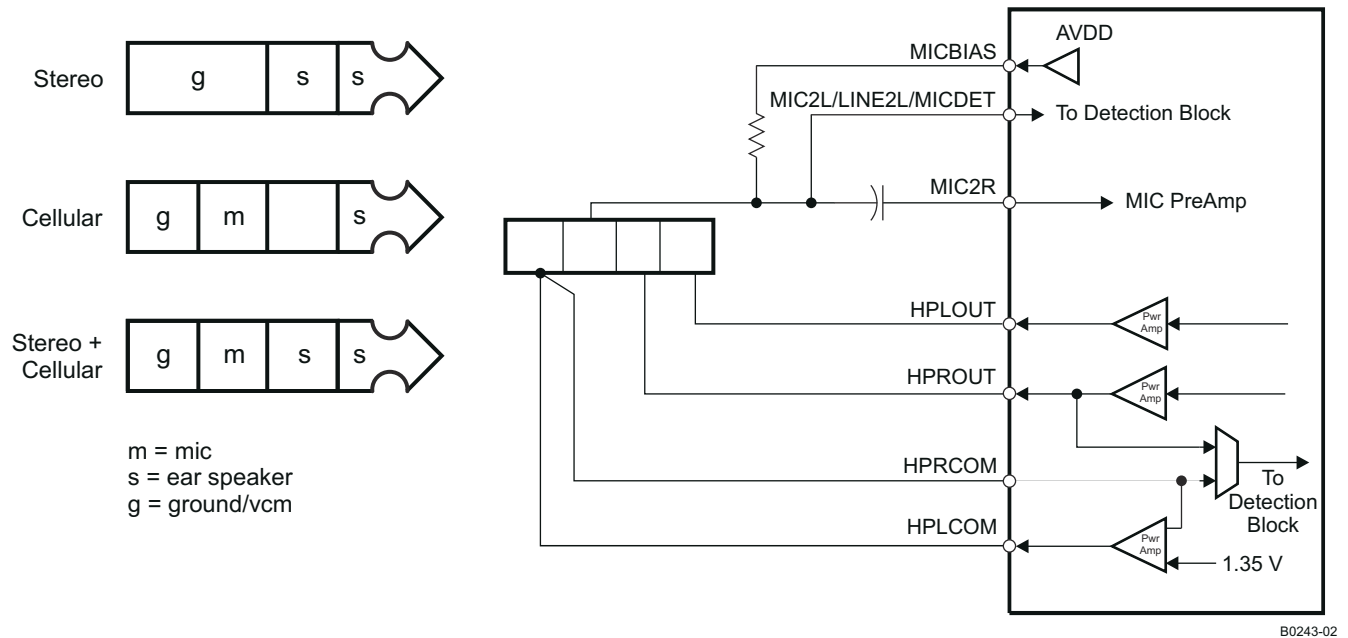 Stereo
g s s
Cellular
g m s
Stereo +
Cellular
g m s s
m = mic
s = ear speaker
g = ground/vcm
AVDD
MICBIAS
MIC2L/LINE2L/MICDET
To Detection Block
MIC2R
MIC PreAmp
HPLOUT
Pwr
Amp
HPROUT
Pwr
Amp
HPRCOM
To
Detection
Block
HPLCOM
Pwr
Amp
1.35 V
B0243-02